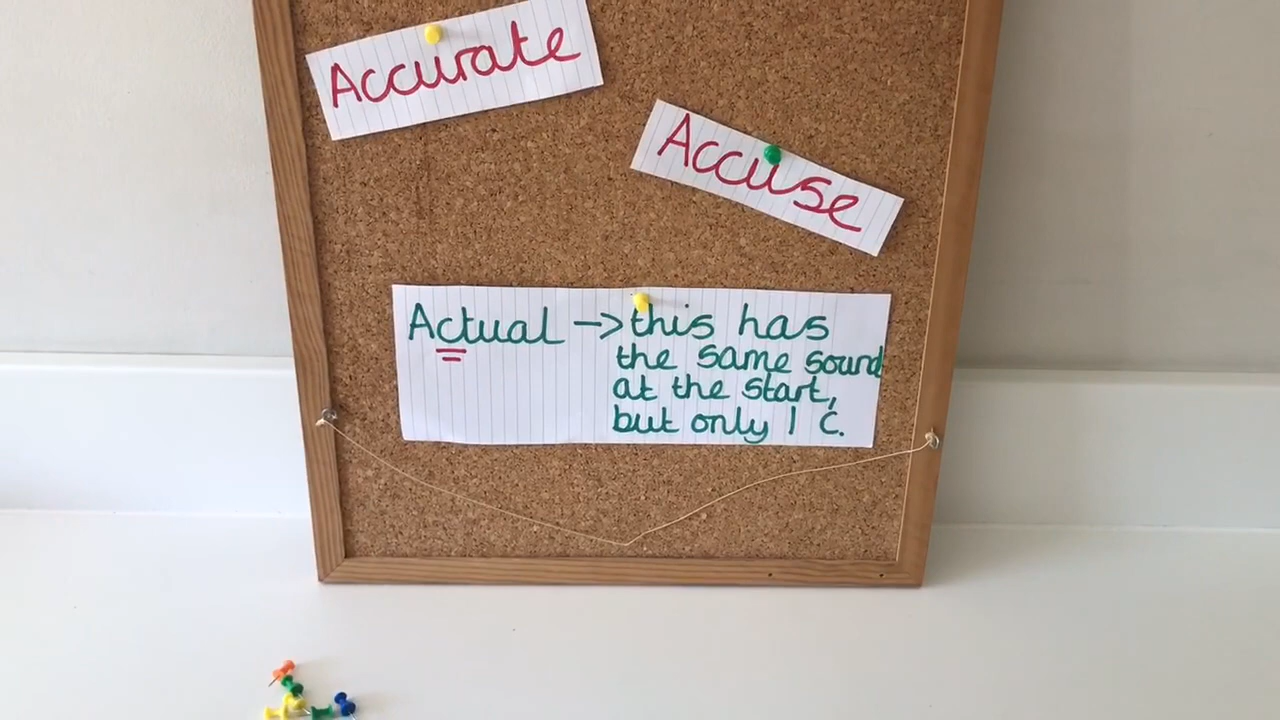 Accurate
Accuse
Actual -> this has
the same sound
at the start,
but only 1 c.